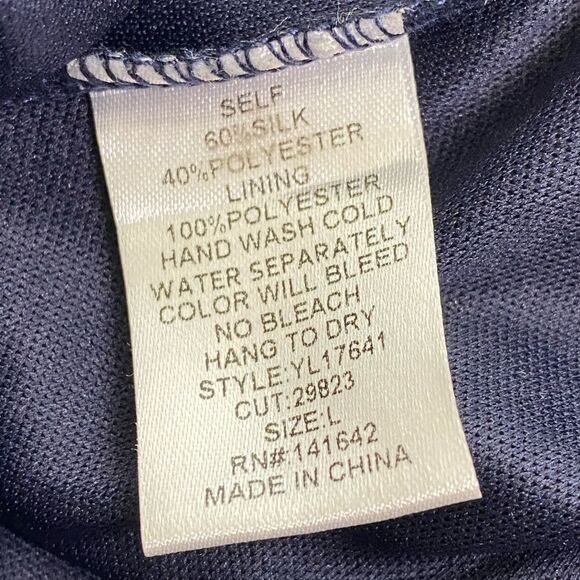 SELF
60%SILK
40%POLYESTER
LINING
100%POLYESTER
HAND WASH COLD
WATER SEPARATELY
COLOR WILL BLEED
NO BLEACH
HANG TO DRY
STYLE:YL17641
CUT:29823
SIZE:L
RN#:141642
MADE IN CHINA